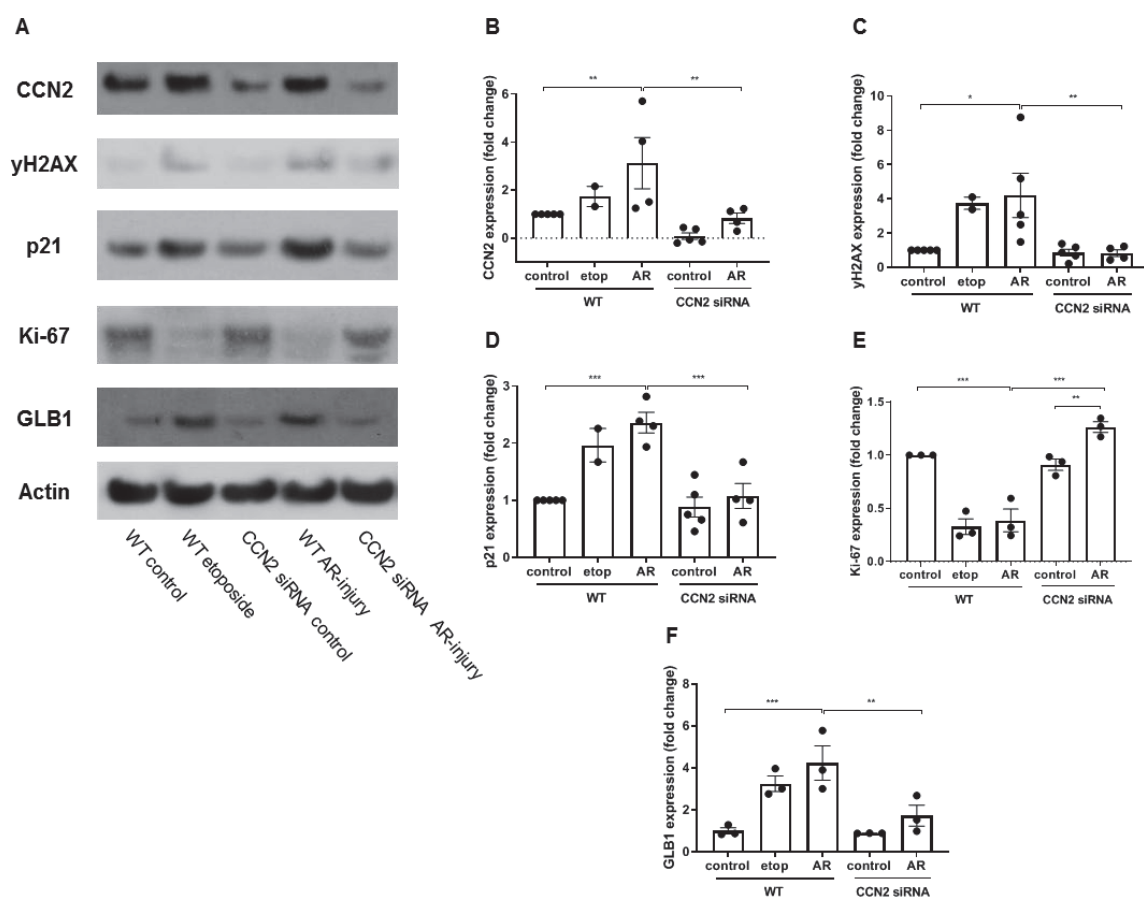 A
CCN2
yH2AX
p21
Ki-67
GLB1
Actin
WT control
WT etoposide
CCN2 siRNA control
WT AR-injury
CCN2 siRNA AR-injury
B
CCN2 expression (fold change)
6
4
2
0
**
**
control etop AR control AR
WT CCN2 siRNA
C
yH2AX expression (fold change)
10
8
6
4
2
0
*
**
control etop AR control AR
WT CCN2 siRNA
D
p21 expression (fold change)
3
2
1
0
***
***
control etop AR control AR
WT CCN2 siRNA
E
Ki-67 expression (fold change)
1.5
1.0
0.5
0.0
***
***
**
control etop AR control AR
WT CCN2 siRNA
F
GLB1 expression (fold change)
8
6
4
2
0
***
**
control etop AR control AR
WT CCN2 siRNA